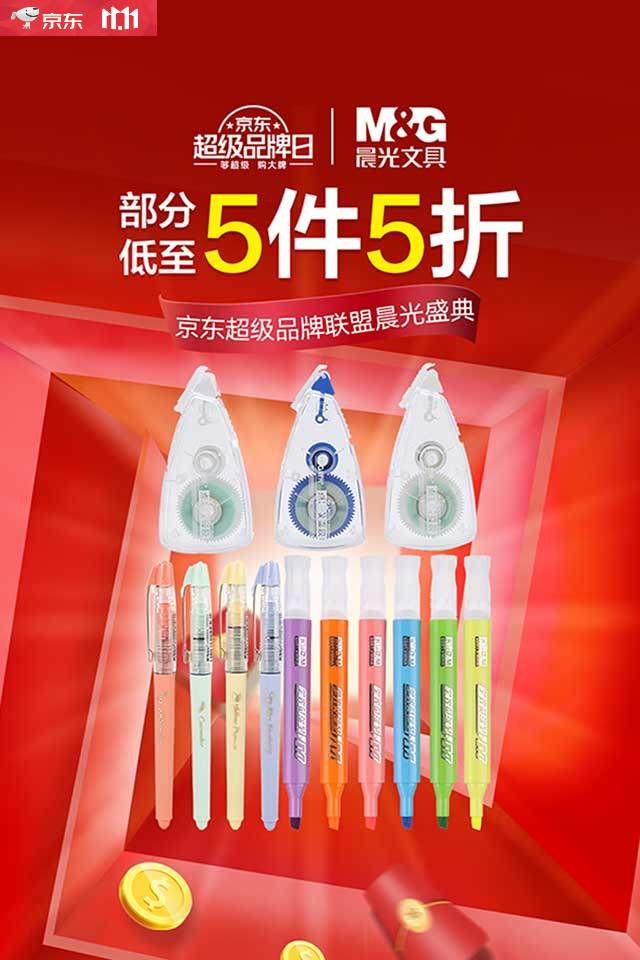 京东 11.11
京东
超级品牌日
够超级 购大牌
M&G
晨光文具
部分
低至
5件5折
京东超级品牌联盟晨光盛典